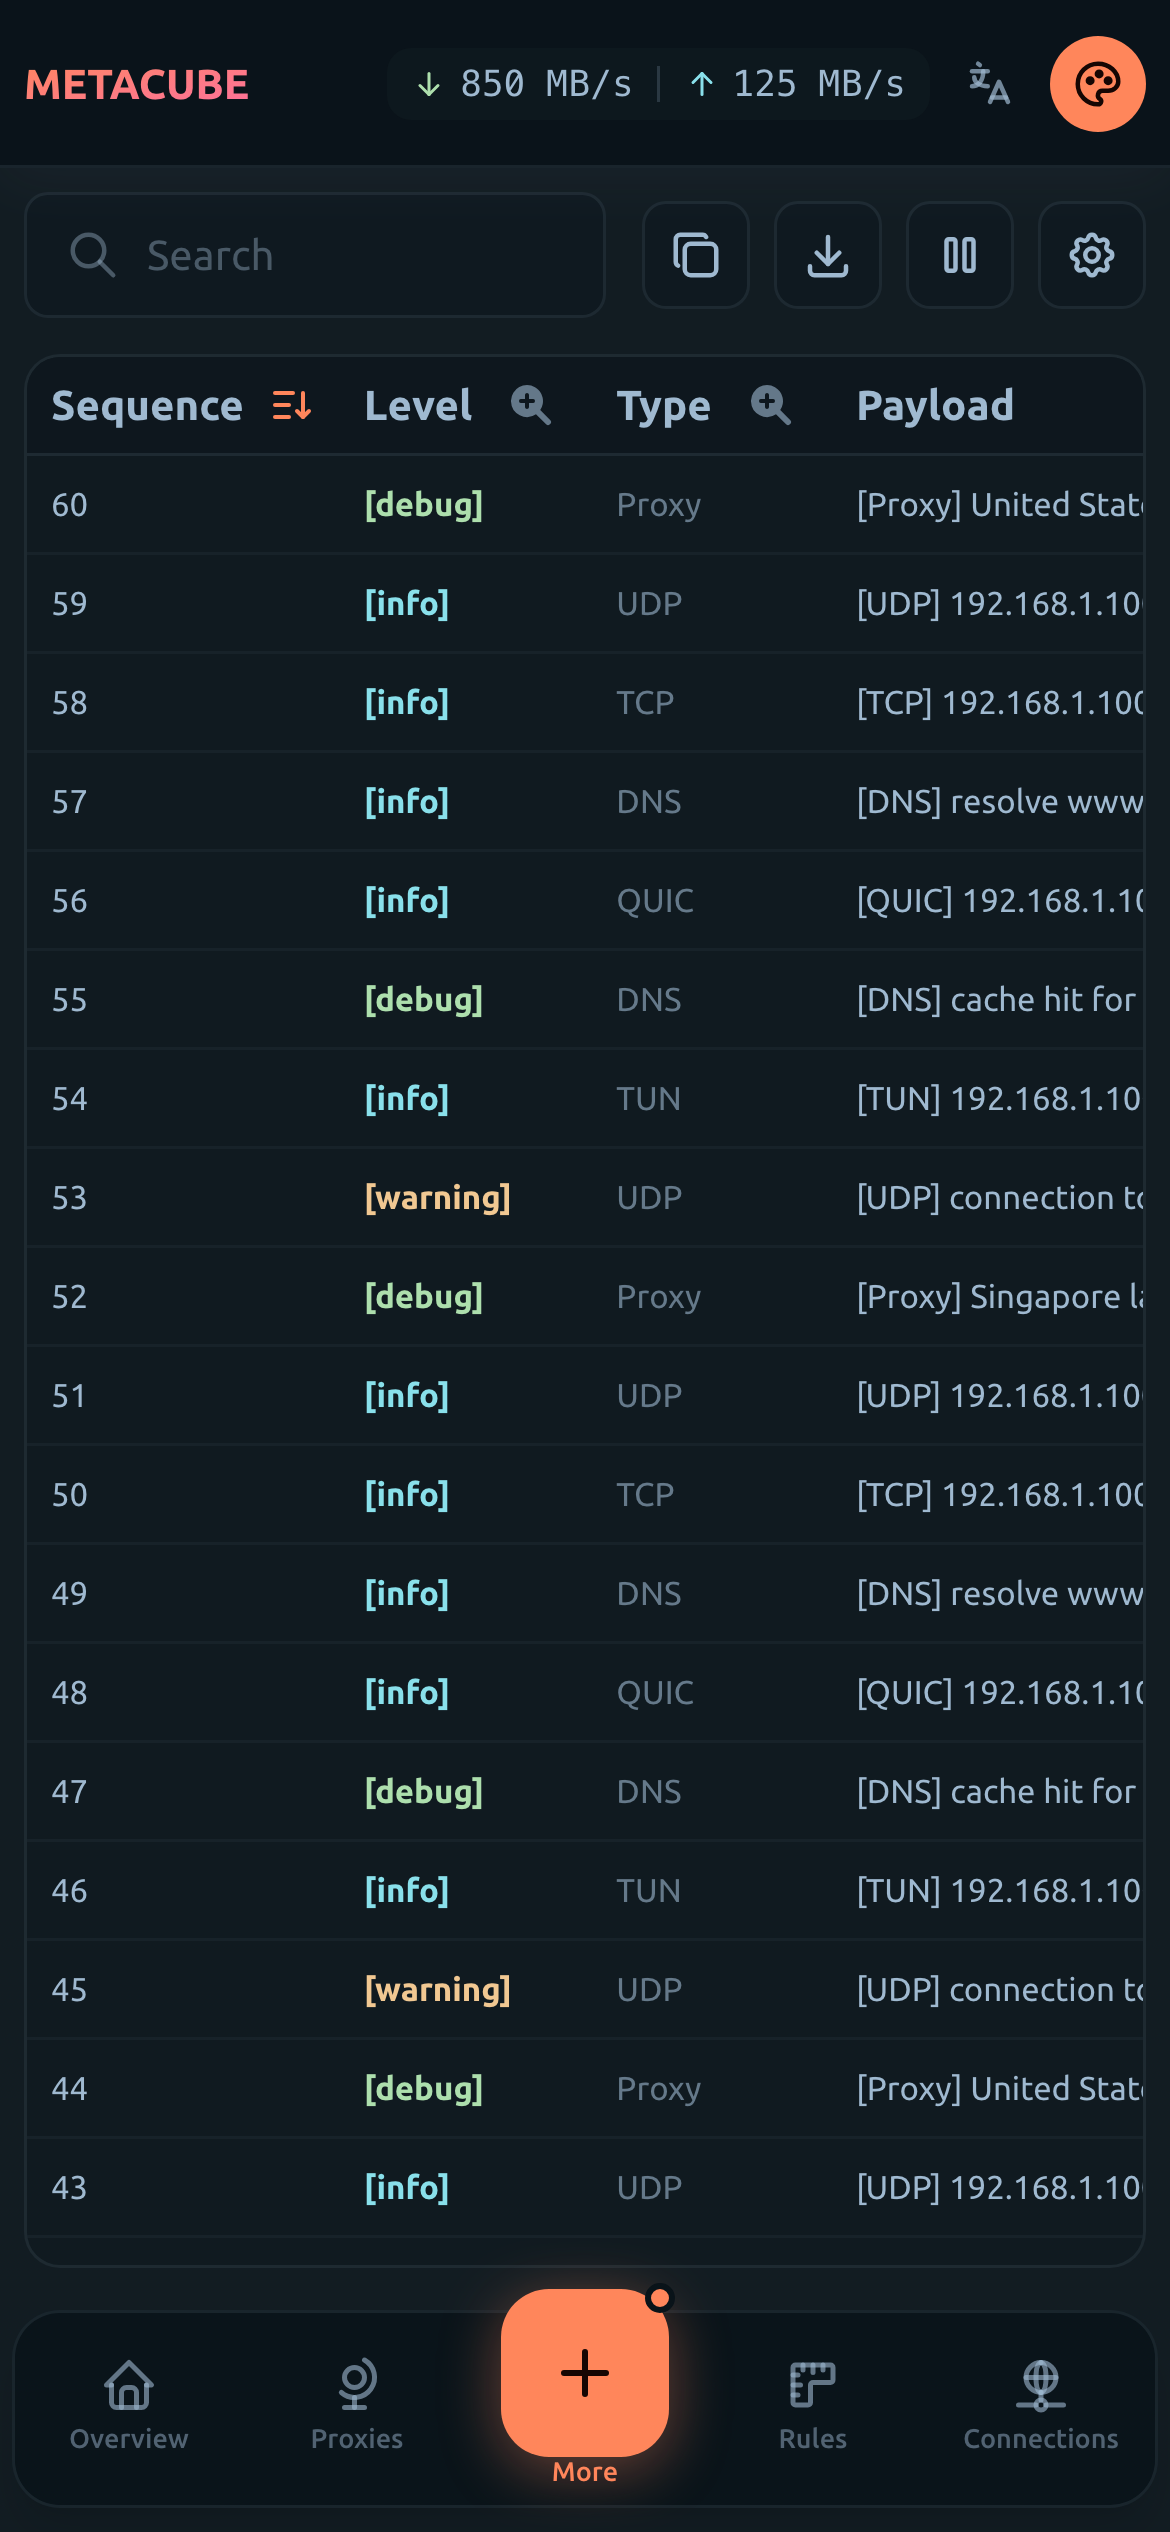 METACUBE 850 MB/s 125 MB/s
Search
Sequence Level Type Payload
60 [debug] Proxy [Proxy] United State
59 [info] UDP [UDP] 192.168.1.10
58 [info] TCP [TCP] 192.168.1.100
57 [info] DNS [DNS] resolve www
56 [info] QUIC [QUIC] 192.168.1.10
55 [debug] DNS [DNS] cache hit for
54 [info] TUN [TUN] 192.168.1.10
53 [warning] UDP [UDP] connection to
52 [debug] Proxy [Proxy] Singapore la
51 [info] UDP [UDP] 192.168.1.10
50 [info] TCP [TCP] 192.168.1.100
49 [info] DNS [DNS] resolve www
48 [info] QUIC [QUIC] 192.168.1.10
47 [debug] DNS [DNS] cache hit for
46 [info] TUN [TUN] 192.168.1.10
45 [warning] UDP [UDP] connection to
44 [debug] Proxy [Proxy] United State
43 [info] UDP [UDP] 192.168.1.10
Overview Proxies More Rules Connections